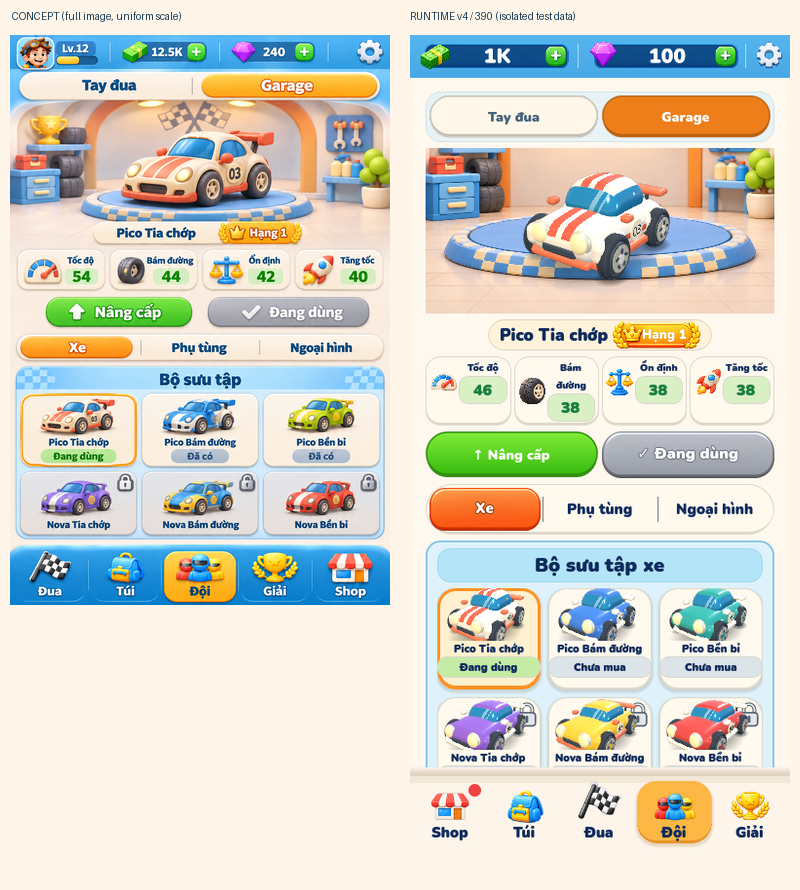 CONCEPT (full image, uniform scale)
Lv.12
12.5K
240
Tay đua
Garage
03
Pico Tia chớp
Hạng 1
Tốc độ
54
Bám đường
44
Ổn định
42
Tăng tốc
40
Nâng cấp
Đang dùng
Xe
Phụ tùng
Ngoại hình
Bộ sưu tập
Pico Tia chớp
Đang dùng
Pico Bám đường
Đã có
Pico Bền bỉ
Đã có
Nova Tia chớp
Nova Bám đường
Nova Bền bỉ
Đua
Túi
Đội
Giải
Shop
RUNTIME v4 / 390 (isolated test data)
1K
100
Tay đua
Garage
03
Pico Tia chớp
Hạng 1
Tốc độ
46
Bám
đường
38
Ổn định
38
Tăng tốc
38
↑ Nâng cấp
✓ Đang dùng
Xe
Phụ tùng
Ngoại hình
Bộ sưu tập xe
Pico Tia chớp
Đang dùng
Pico Bám đường
Chưa mua
Pico Bền bỉ
Chưa mua
Nova Tia chớp
Nova Bám đường
Nova Bền bỉ
Shop
Túi
Đua
Đội
Giải